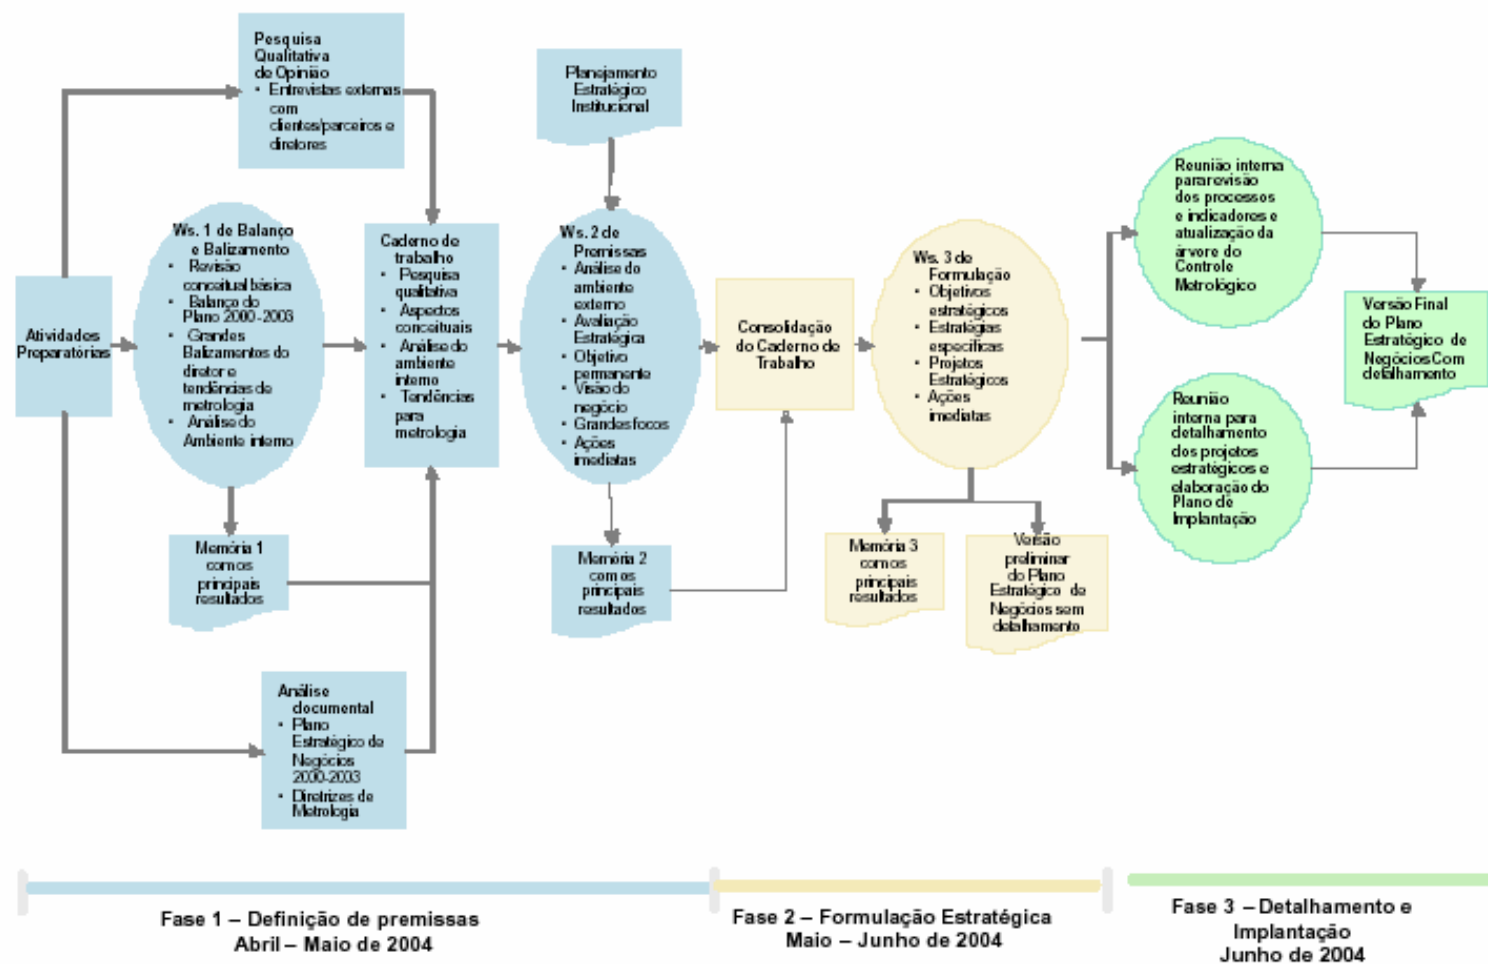 Pesquisa
Qualitativa
de Opinião
• Entrevistas externas
com
clientes/parceiros e
diretores
Planejamento
Estratégico
Institucional
Atividades
Preparatórias
Ws. 1 de Balanço
e Balizamento
• Revisão
conceitual básica
• Balanço do
Plano 2000-2003
• Grandes
Balizamentos do
diretor e
tendências de
metrologia
• Análise do
Ambiente interno
Caderno de
trabalho
• Pesquisa
qualitativa
• Aspectos
conceituais
• Análise do
ambiente
interno
• Tendências
para
metrologia
Ws. 2 de
Premissas
• Análise do
ambiente
externo
• Avaliação
Estratégica
• Objetivo
permanente
• Visão do
negócio
• Grandes focos
• Ações
imediatas
Consolidação
do Caderno de
Trabalho
Ws. 3 de
Formulação
• Objetivos
estratégicos
• Estratégias
específicas
• Projetos
Estratégicos
• Ações
imediatas
Reunião interna
para revisão
dos processos
e indicadores e
atualização da
árvore do
Controle
Metrológico
Reunião
interna para
detalhamento
dos projetos
estratégicos e
elaboração do
Plano de
Implantação
Versão Final
do Plano
Estratégico de
Negócios Com
detalhamento
Memória 1
com os
principais
resultados
Memória 2
com os
principais
resultados
Memória 3
com os
principais
resultados
Versão
preliminar
do Plano
Estratégico de
Negócios sem
detalhamento
Análise
documental
• Plano
Estratégico de
Negócios
2000-2003
• Diretrizes de
Metrologia
Fase 1 – Definição de premissas
Abril – Maio de 2004
Fase 2 – Formulação Estratégica
Maio – Junho de 2004
Fase 3 – Detalhamento e
Implantação
Junho de 2004